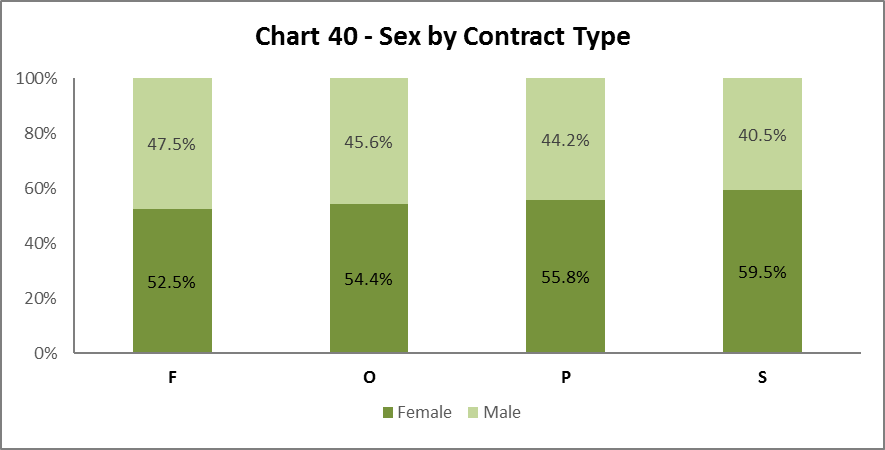 Chart 40 - Sex by Contract Type
100%
80%
60%
40%
20%
0%
47.5%
45.6%
44.2%
40.5%
52.5%
54.4%
55.8%
59.5%
F
O
P
S
Female
Male